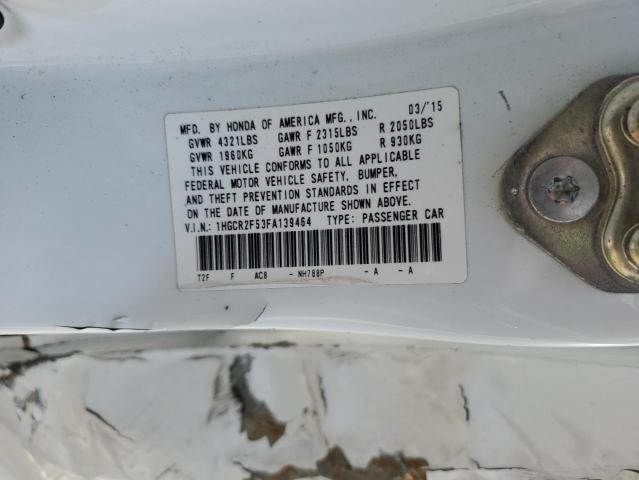 MFD. BY HONDA OF AMERICA MFG., INC. 03/'15
GVWR 4321LBS GAWR F 2315LBS R 2050LBS
GVWR 1960KG GAWR F 1050KG R 930KG
THIS VEHICLE CONFORMS TO ALL APPLICABLE
FEDERAL MOTOR VEHICLE SAFETY, BUMPER,
AND THEFT PREVENTION STANDARDS IN EFFECT
ON THE DATE OF MANUFACTURE SHOWN ABOVE.
V.I.N.: 1HGCR2F53FA139464 TYPE: PASSENGER CAR
T2F F AC8 - NH788P - A - A